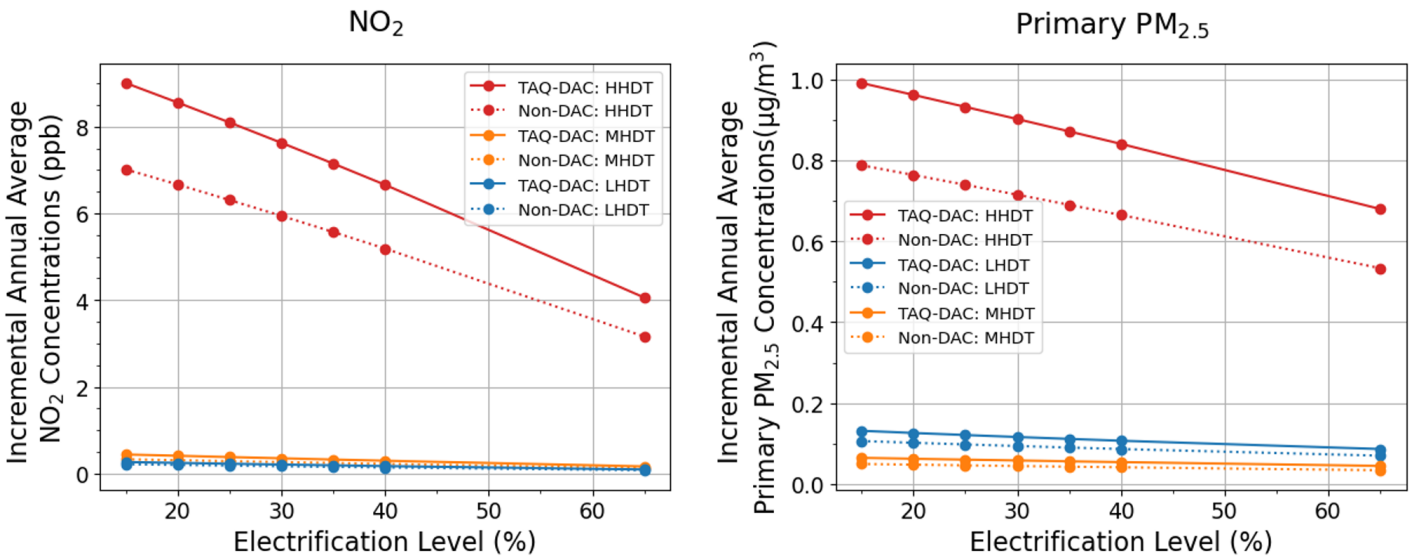 NO₂
Incremental Annual Average
NO₂ Concentrations (ppb)
8
6
4
2
0
TAQ-DAC: HHDT
Non-DAC: HHDT
TAQ-DAC: MHDT
Non-DAC: MHDT
TAQ-DAC: LHDT
Non-DAC: LHDT
20
30
40
50
60
Electrification Level (%)
Primary PM₂.₅
Incremental Annual Average
Primary PM₂.₅ Concentrations(μg/m³)
1.0
0.8
0.6
0.4
0.2
0.0
TAQ-DAC: HHDT
Non-DAC: HHDT
TAQ-DAC: LHDT
Non-DAC: LHDT
TAQ-DAC: MHDT
Non-DAC: MHDT
20
30
40
50
60
Electrification Level (%)